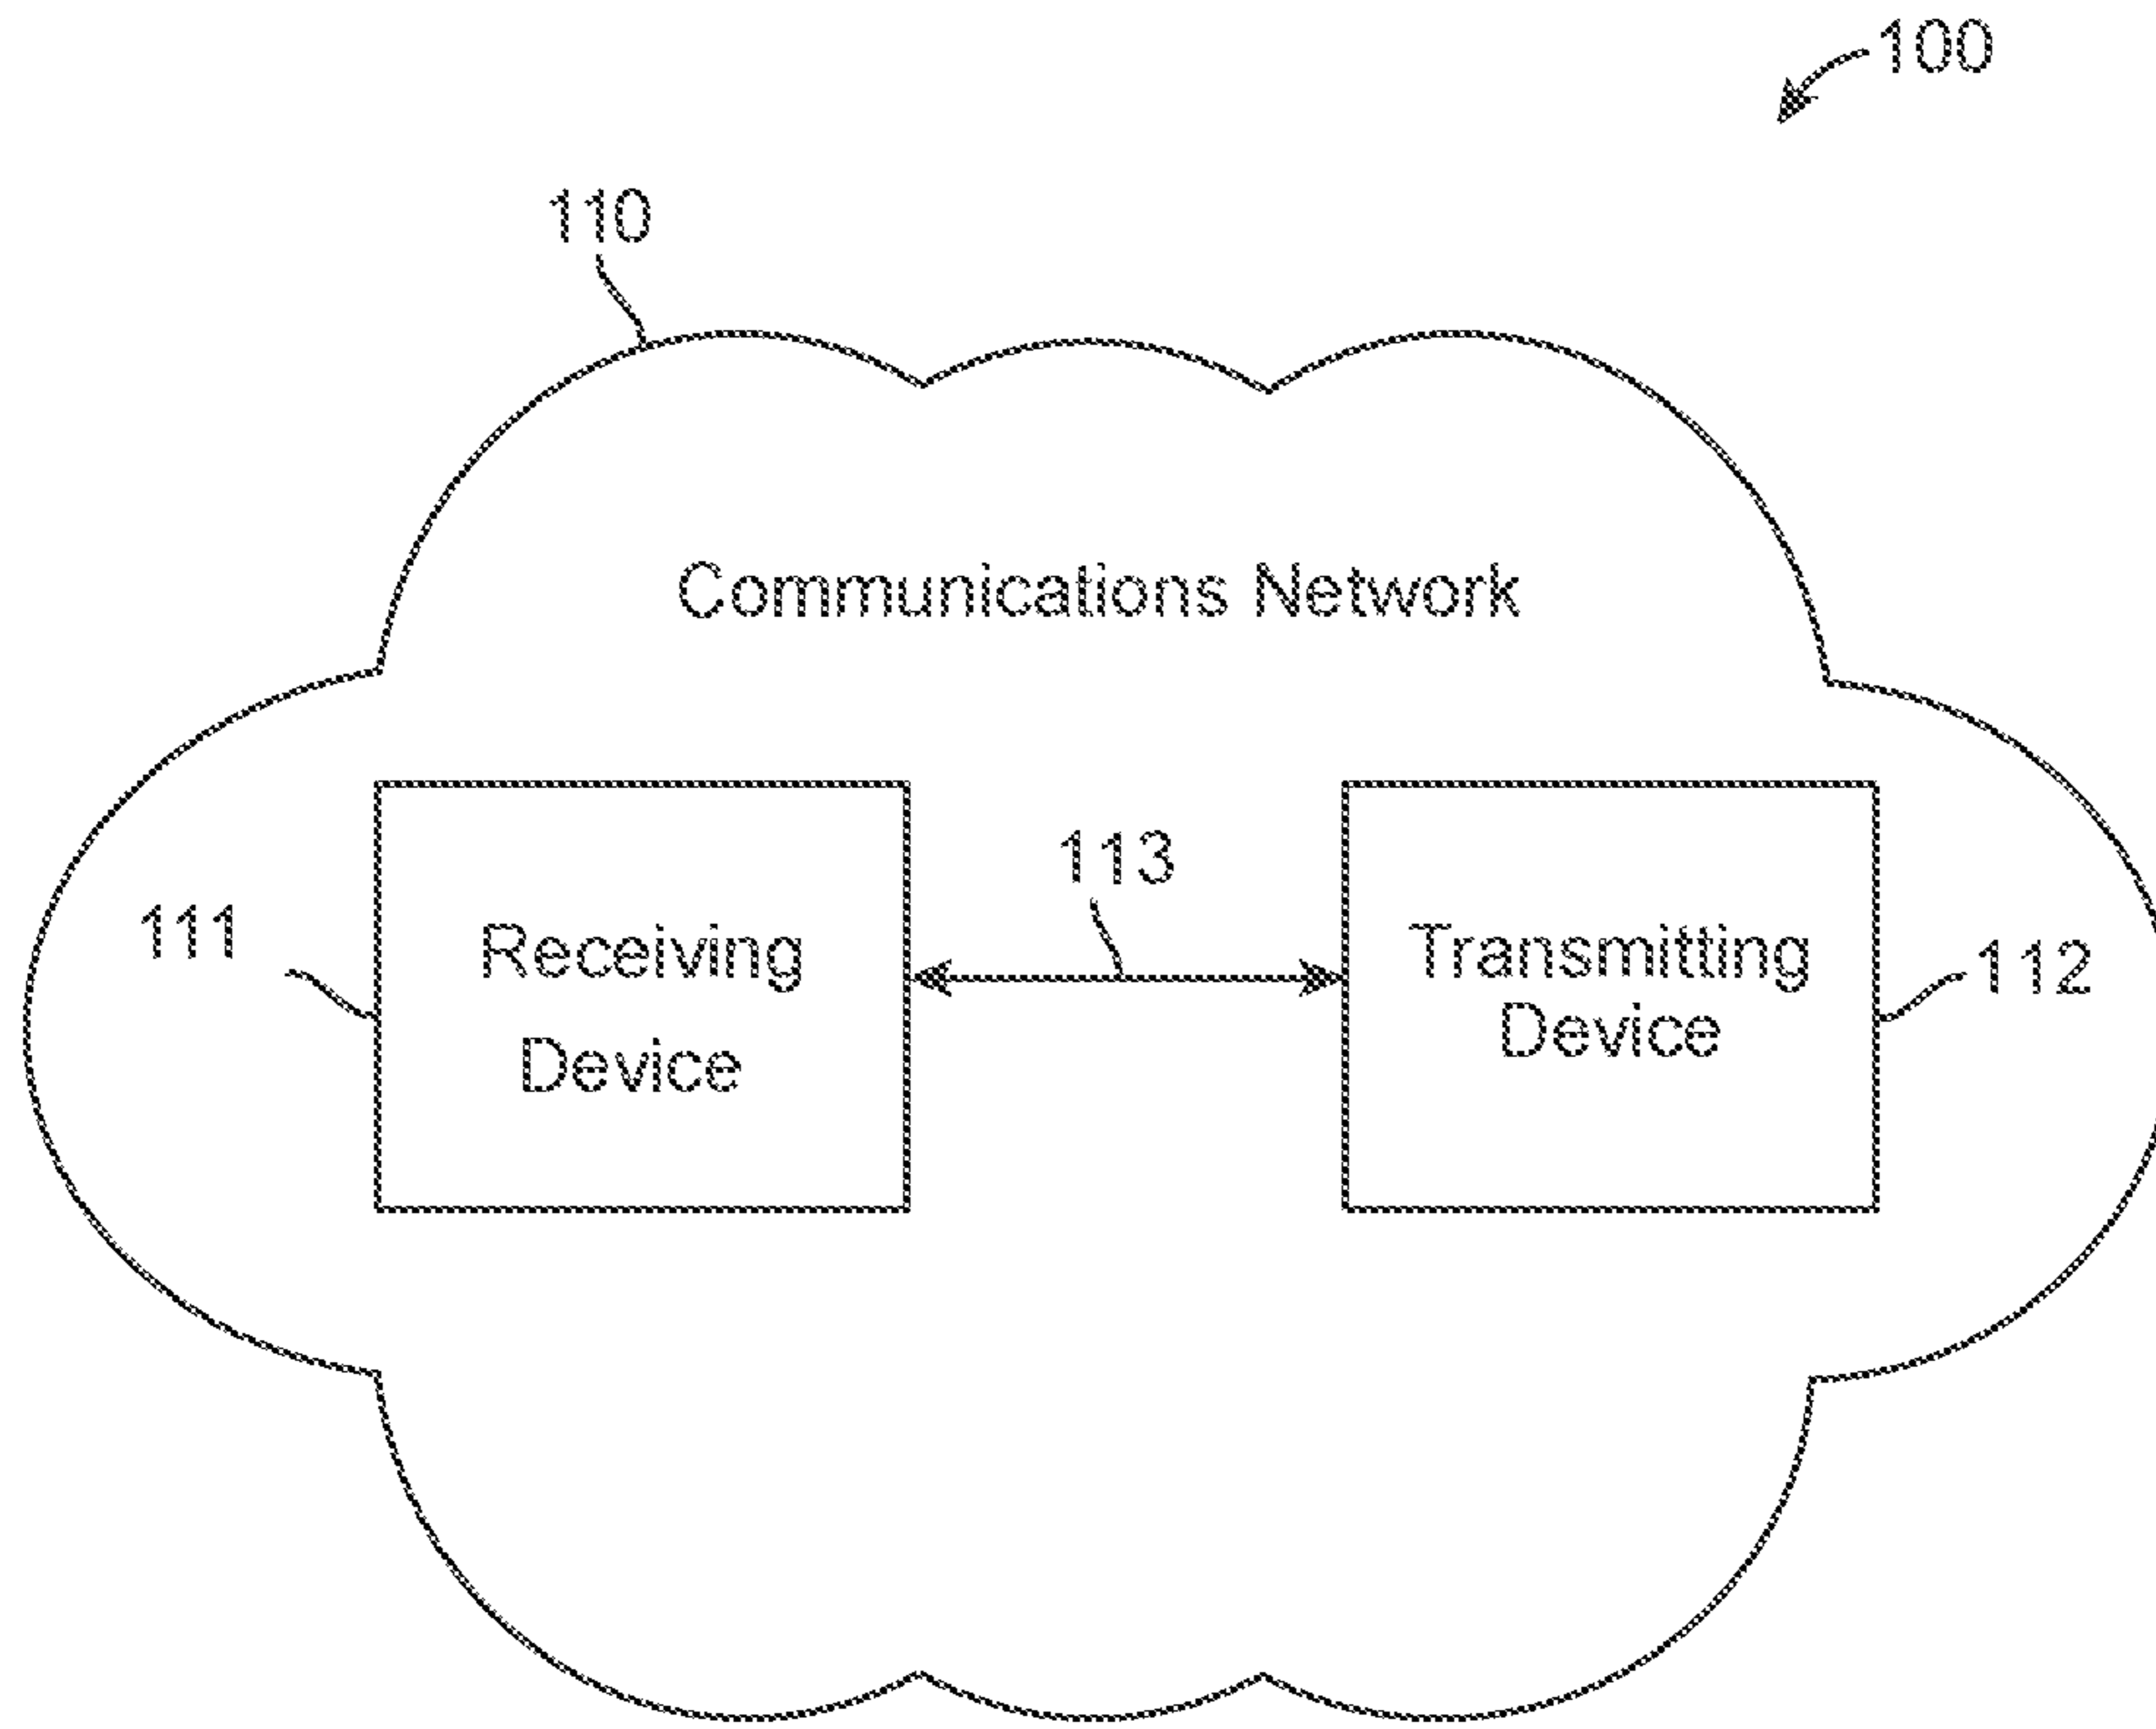 100
110
Communications Network
113
111
Receiving
Device
Transmitting
Device
112